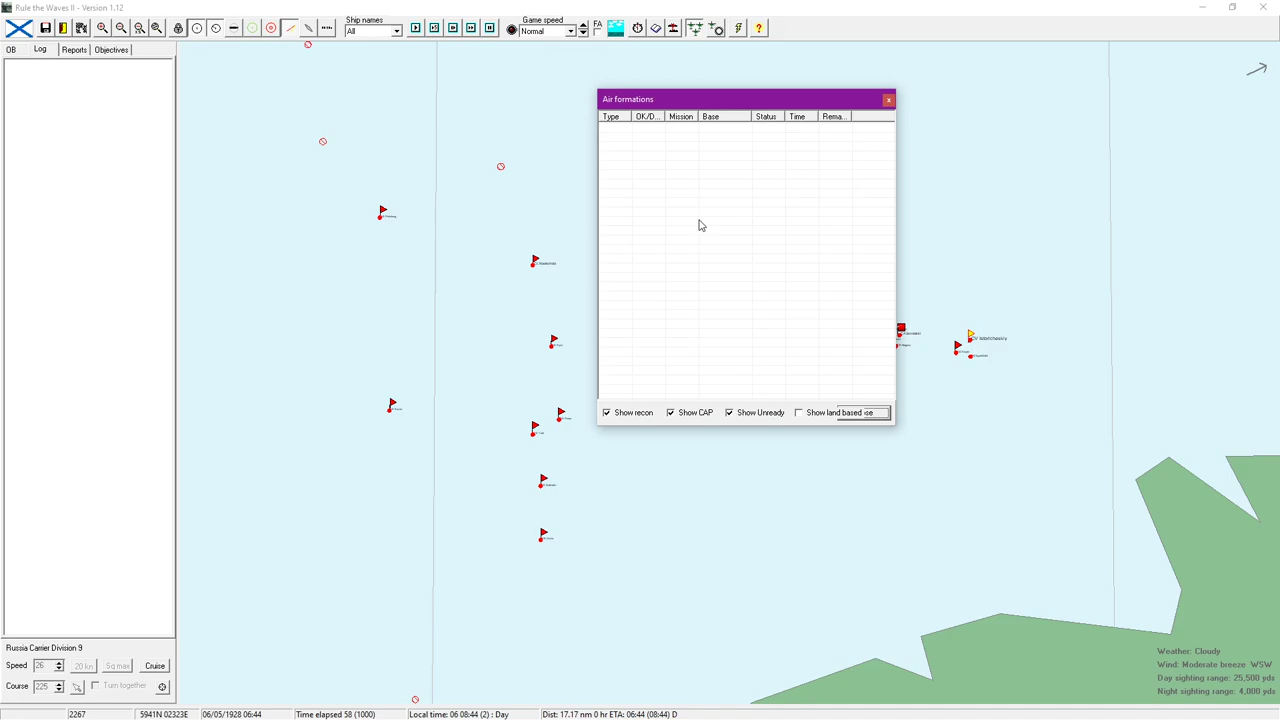 Rule the Waves II - Version 1.12
Ship names
All
Game speed
Normal
FA
OB
Log
Reports
Objectives
Air formations
x
Type
OK/D...
Mission
Base
Status
Time
Rema...
Show recon
Show CAP
Show Unready
Show land based
se
Russia Carrier Division 9
Speed
26
20 kn
Sq max
Cruise
Course
225
Turn together
Weather: Cloudy
Wind: Moderate breeze WSW
Day sighting range: 25,500 yds
Night sighting range: 4,000 yds
2267
5941N 02323E
06/05/1928 06:44
Time elapsed 58 (1000)
Local time: 06 08:44 (2) : Day
Dist: 17.17 nm 0 hr ETA: 06:44 (08:44) D